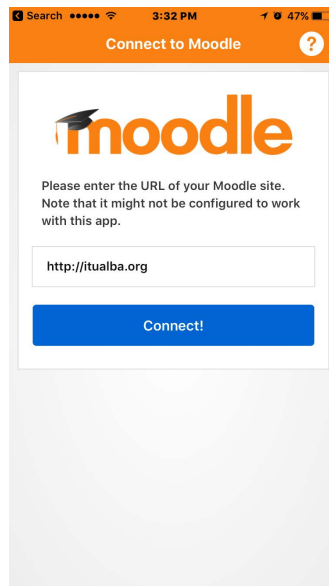 Search 3:32 PM 47%
Connect to Moodle ?
moodle
Please enter the URL of your Moodle site.
Note that it might not be configured to work
with this app.
http://itualba.org
Connect!